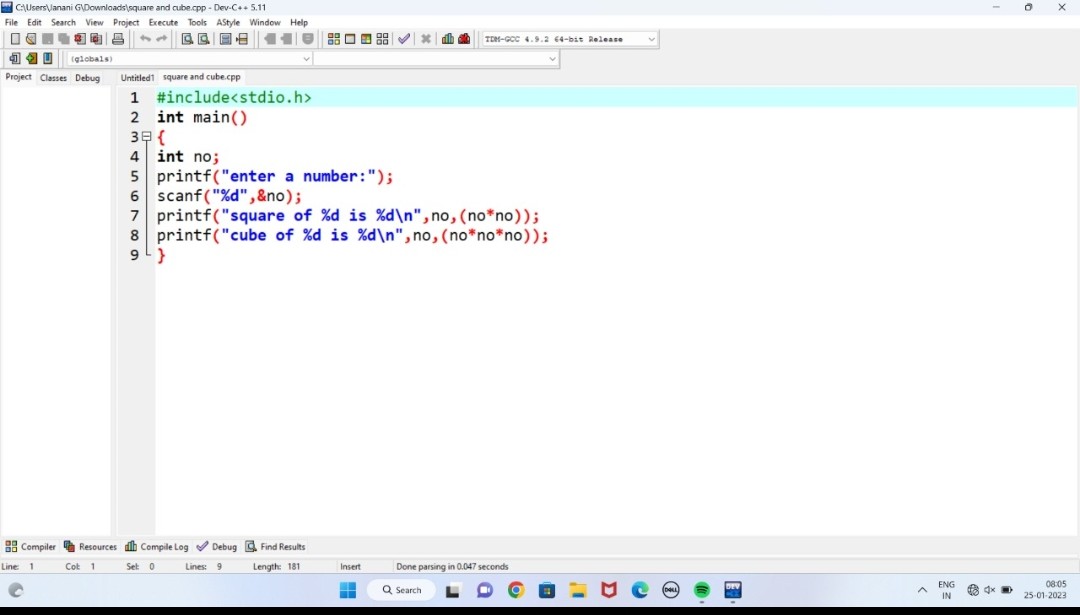 C:\Users\Janani G\Downloads\square and cube.cpp - Dev-C++ 5.11
File Edit Search View Project Execute Tools AStyle Window Help
TDM-GCC 4.9.2 64-bit Release
(globals)
Project Classes Debug Untitled1 square and cube.cpp
1 #include<stdio.h>
2 int main()
3 {
4 int no;
5 printf("enter a number:");
6 scanf("%d",&no);
7 printf("square of %d is %d\n",no,(no*no));
8 printf("cube of %d is %d\n",no,(no*no*no));
9 }
Compiler Resources Compile Log Debug Find Results
Line: 1 Col: 1 Sel: 0 Lines: 9 Length: 181 Insert Done parsing in 0.047 seconds
Search
DELL
DEV
ENG
IN
08:05
25-01-2023